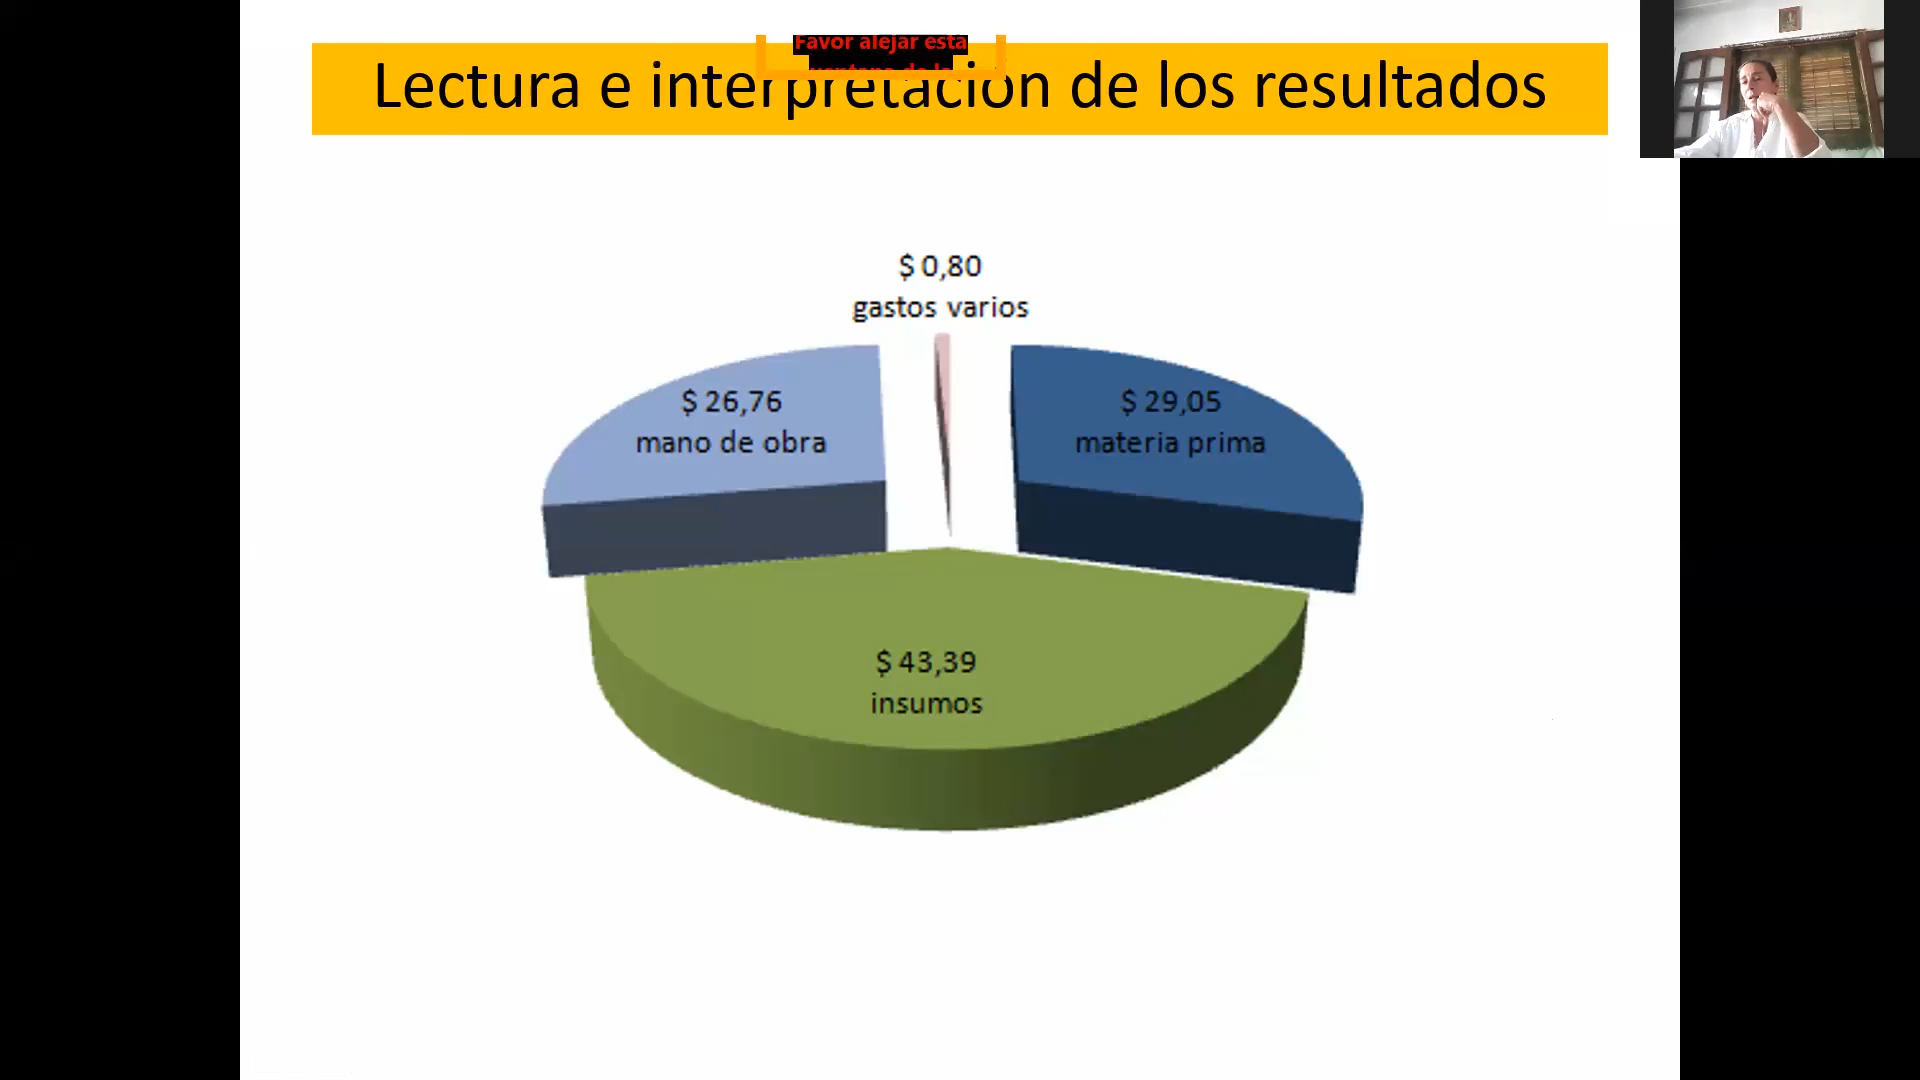 Favor alejar esta
Lectura e interpretación de los resultados
$ 0,80
gastos varios
$ 26,76
mano de obra
$ 29,05
materia prima
$ 43,39
insumos